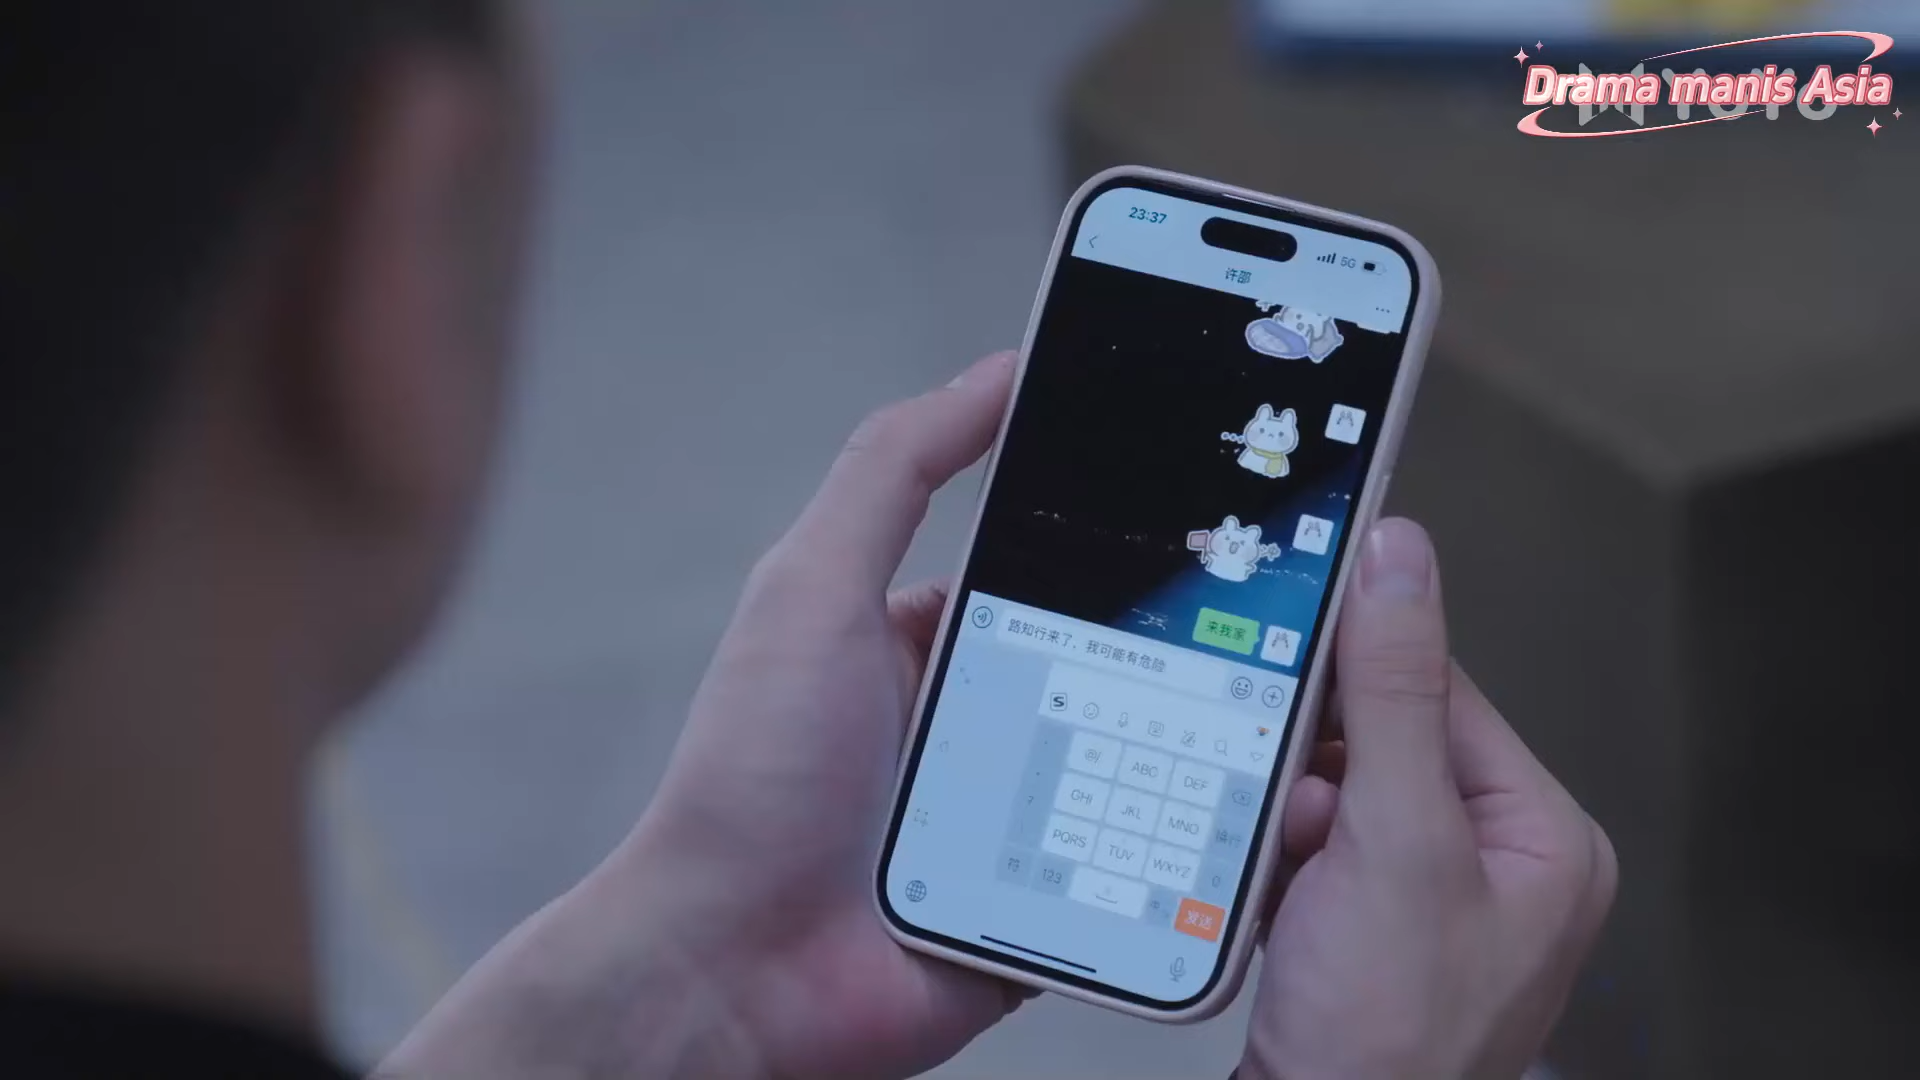 Drama manis Asia
YOYO
23:37
5G
许邵
来我家
路知行来了，我可能有危险
S
@/ ABC DEF
GHI JKL MNO
PQRS TUV WXYZ
符 123
发送